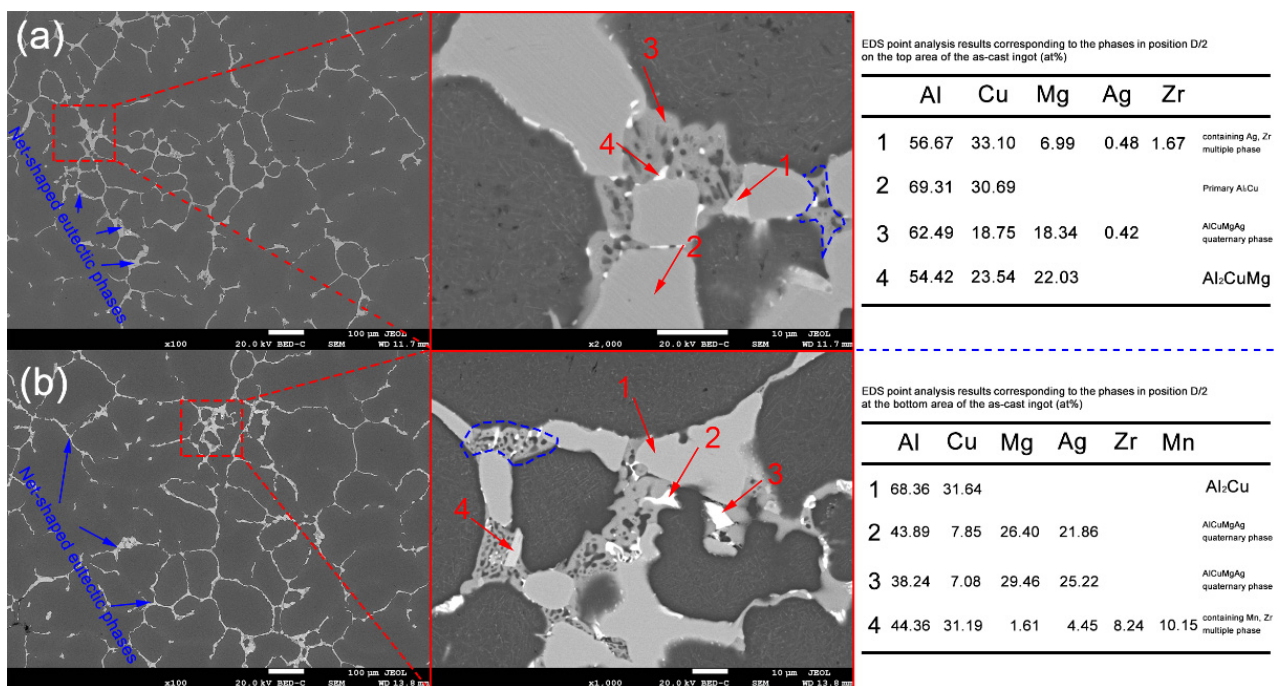 (a)
Net-shaped eutectic phases
x100 20.0 kV BED-C SEM 100 μm JEOL WD 11.7mm
3
4
1
2
x2,000 20.0 kV BED-C SEM 10 μm JEOL WD 11.7mm
EDS point analysis results corresponding to the phases in position D/2
on the top area of the as-cast ingot (at%)
Al Cu Mg Ag Zr
1 56.67 33.10 6.99 0.48 1.67 containing Ag, Zr
multiple phase
2 69.31 30.69 Primary Al₂Cu
3 62.49 18.75 18.34 0.42 AlCuMgAg
quaternary phase
4 54.42 23.54 22.03 Al₂CuMg
(b)
Net-shaped eutectic phases
x100 20.0 kV BED-C SEM 100 μm JEOL WD 13.8mm
1
2
3
4
x1,000 20.0 kV BED-C SEM 10 μm JEOL WD 13.8mm
EDS point analysis results corresponding to the phases in position D/2
at the bottom area of the as-cast ingot (at%)
Al Cu Mg Ag Zr Mn
1 68.36 31.64 Al₂Cu
2 43.89 7.85 26.40 21.86 AlCuMgAg
quaternary phase
3 38.24 7.08 29.46 25.22 AlCuMgAg
quaternary phase
4 44.36 31.19 1.61 4.45 8.24 10.15 containing Mn, Zr
multiple phase